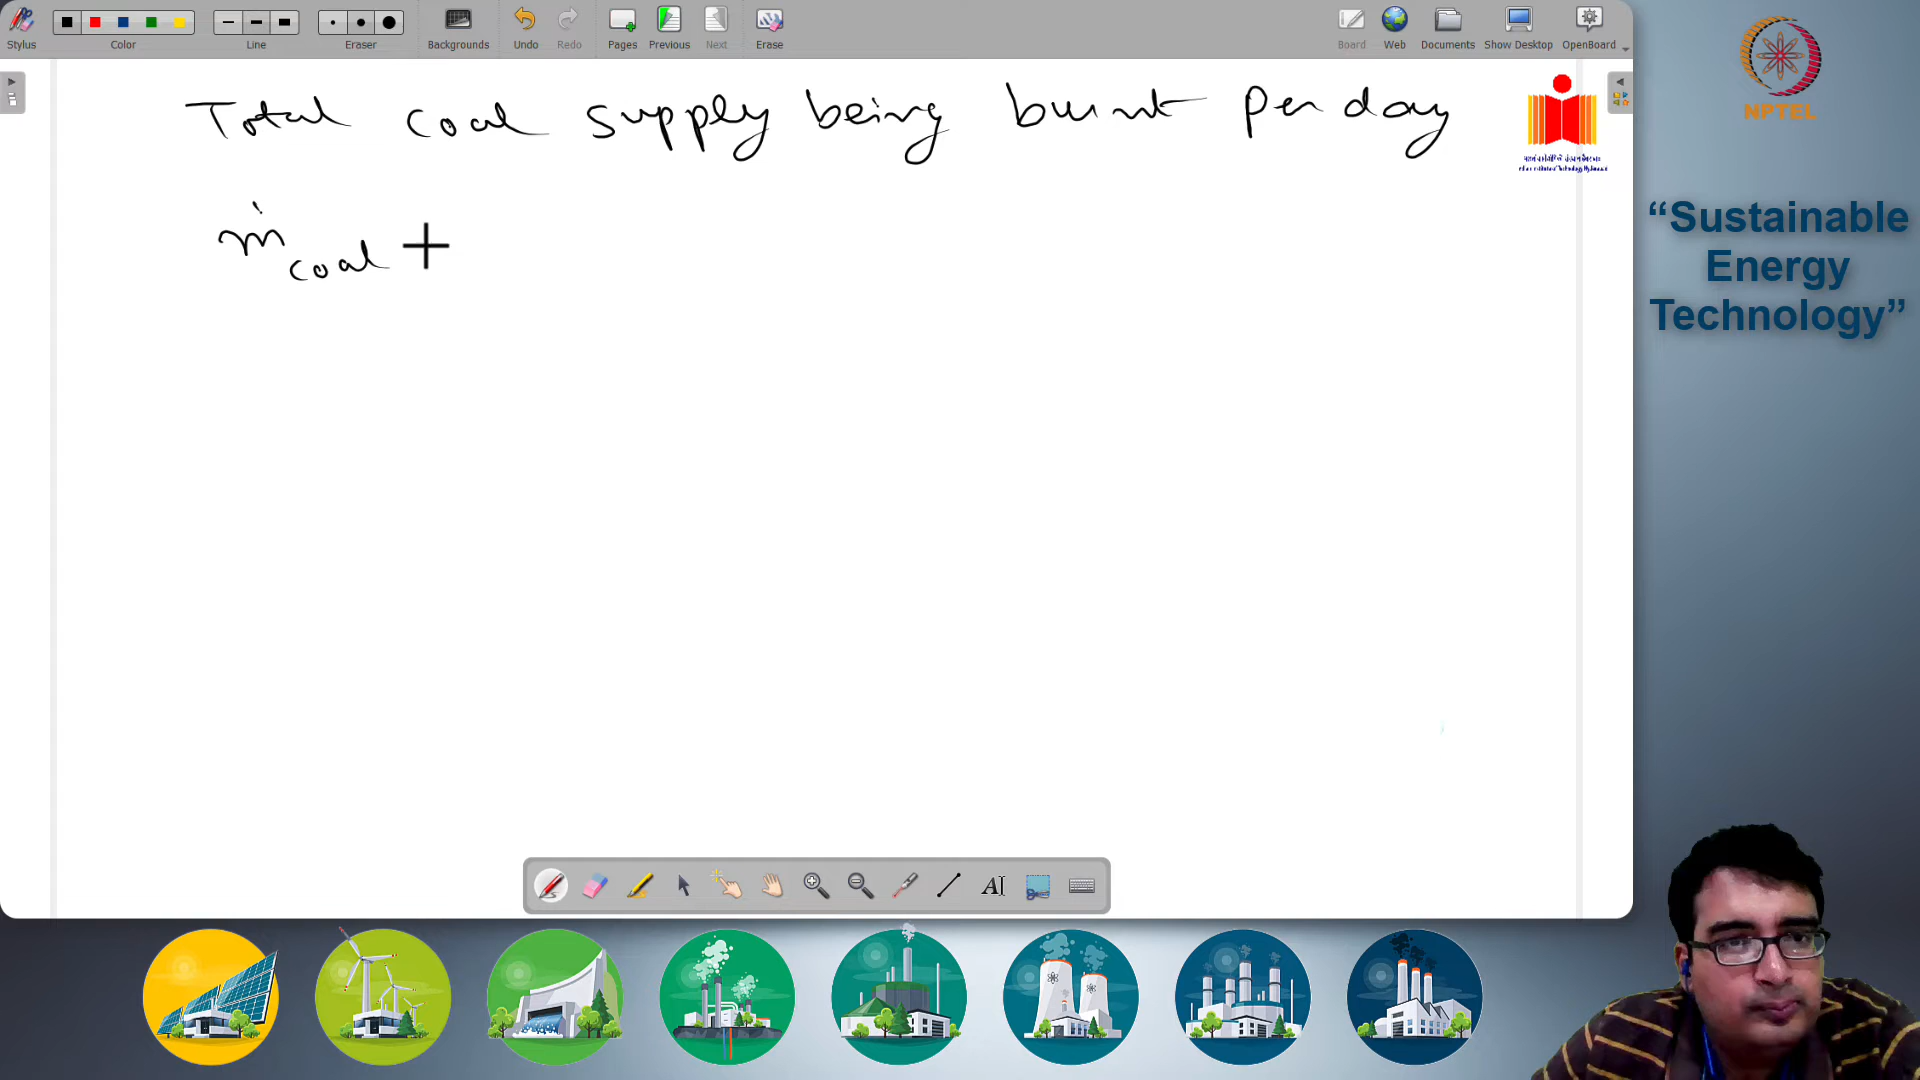 Stylus
Color
Line
Eraser
Backgrounds
Undo
Redo
Pages
Previous
Next
Erase
Board
Web
Documents
Show Desktop
OpenBoard
Total coal supply being burnt per day
ṁ coal +
NPTEL
“Sustainable
Energy
Technology”